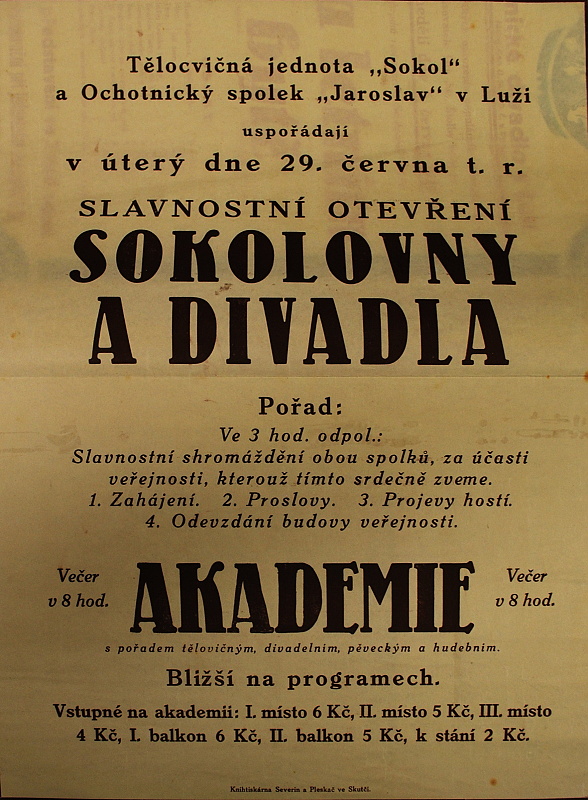 Tělocvičná jednota „Sokol“
a Ochotnický spolek „Jaroslav“ v Luži
uspořádají
v úterý dne 29. června t. r.
SLAVNOSTNÍ OTEVŘENÍ
SOKOLOVNY
A DIVADLA
Pořad:
Ve 3 hod. odpol.:
Slavnostní shromáždění obou spolků, za účasti
veřejnosti, kterouž tímto srdečně zveme.
1. Zahájení. 2. Proslovy. 3. Projevy hostí.
4. Odevzdání budovy veřejnosti.
Večer
v 8 hod.
AKADEMIE
Večer
v 8 hod.
s pořadem tělovičným, divadelním, pěveckým a hudebním.
Bližší na programech.
Vstupné na akademii: I. místo 6 Kč, II. místo 5 Kč, III. místo
4 Kč, I. balkon 6 Kč, II. balkon 5 Kč, k stání 2 Kč.
Knihtiskárna Severin a Pleskač ve Skutči.